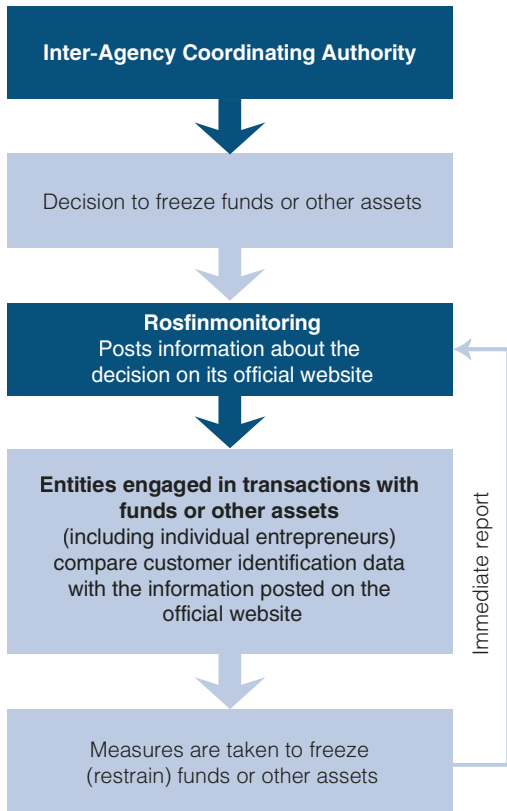 Inter-Agency Coordinating Authority
Decision to freeze funds or other assets
Rosfinmonitoring
Posts information about the
decision on its official website
Entities engaged in transactions with
funds or other assets
(including individual entrepreneurs)
compare customer identification data
with the information posted on the
official website
Immediate report
Measures are taken to freeze
(restrain) funds or other assets